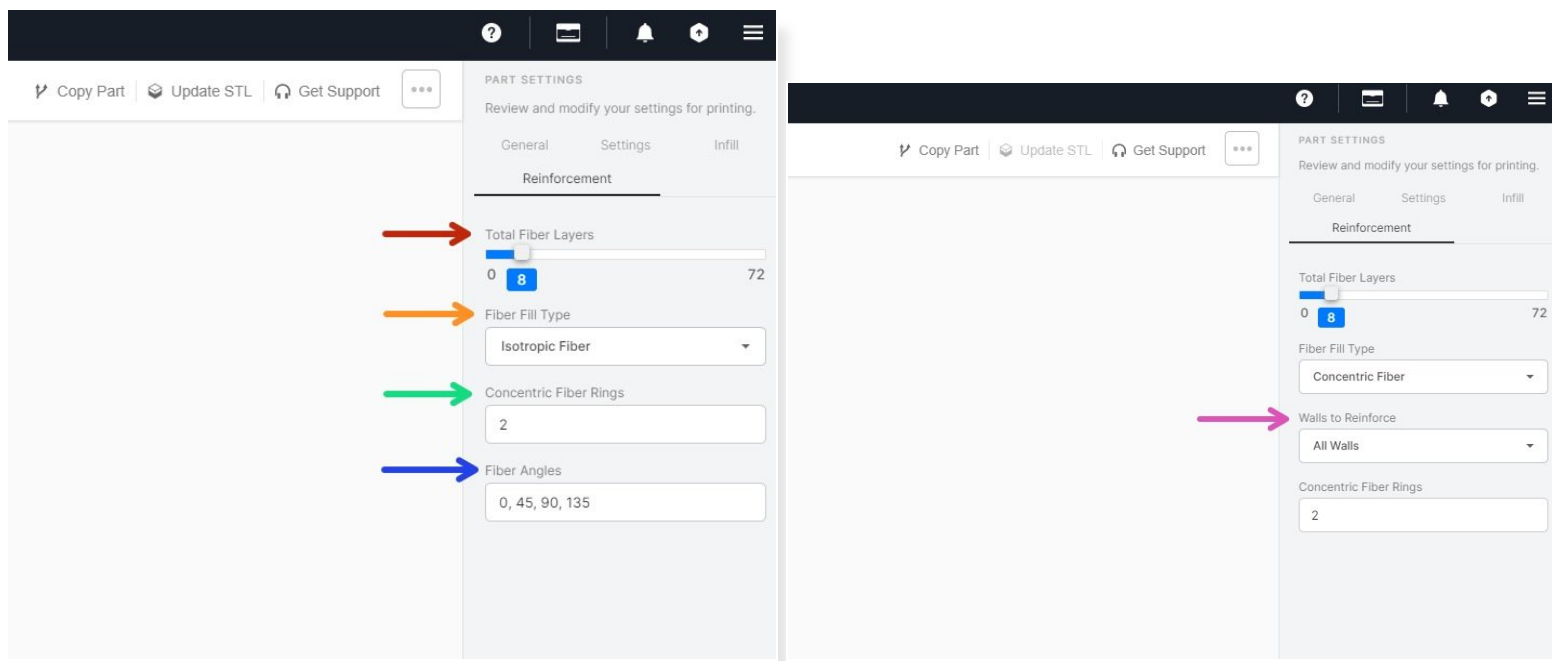 Copy Part Update STL Get Support
PART SETTINGS
Review and modify your settings for printing.
General Settings Infill
Reinforcement
Total Fiber Layers
0 8 72
Fiber Fill Type
Isotropic Fiber
Concentric Fiber Rings
2
Fiber Angles
0, 45, 90, 135
Copy Part Update STL Get Support
PART SETTINGS
Review and modify your settings for printing.
General Settings Infill
Reinforcement
Total Fiber Layers
0 8 72
Fiber Fill Type
Concentric Fiber
Walls to Reinforce
All Walls
Concentric Fiber Rings
2